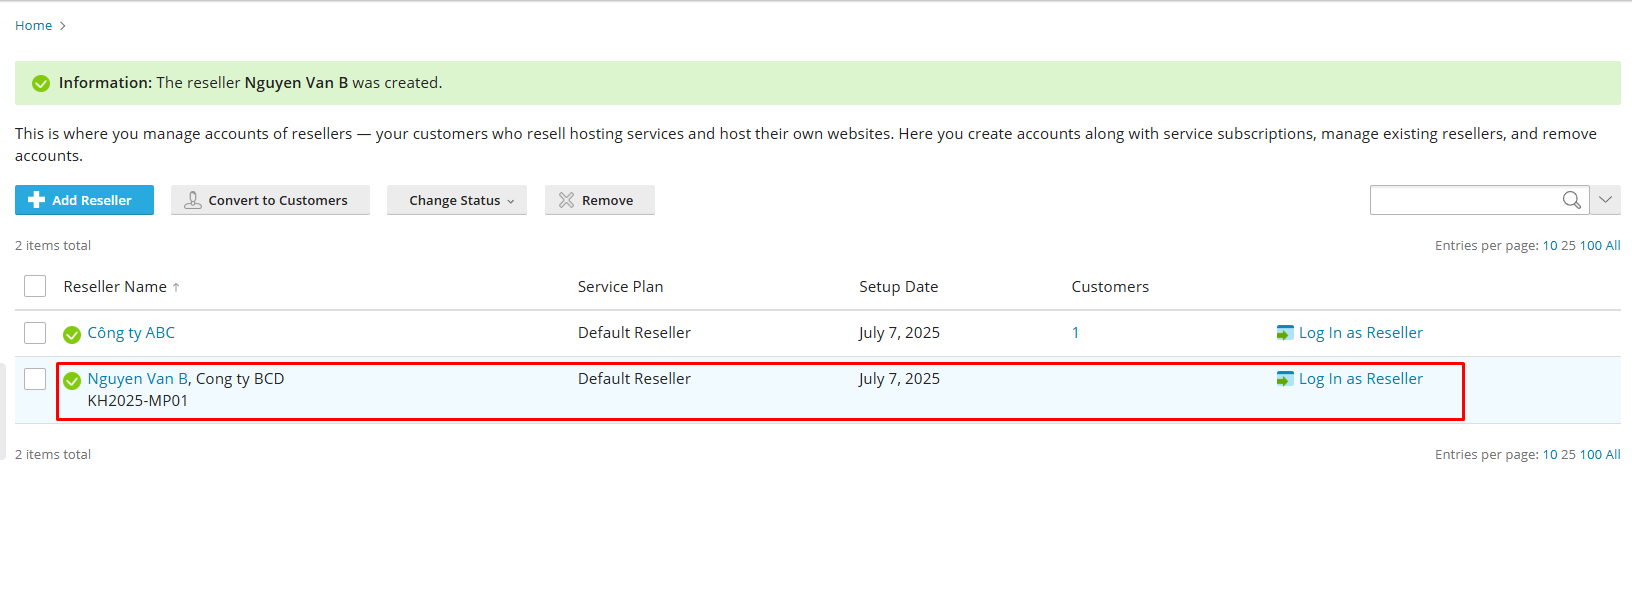 Home >
Information: The reseller Nguyen Van B was created.
This is where you manage accounts of resellers — your customers who resell hosting services and host their own websites. Here you create accounts along with service subscriptions, manage existing resellers, and remove
accounts.
Add Reseller Convert to Customers Change Status Remove
2 items total Entries per page: 10 25 100 All
Reseller Name ↑ Service Plan Setup Date Customers
Công ty ABC Default Reseller July 7, 2025 1 Log In as Reseller
Nguyen Van B, Cong ty BCD Default Reseller July 7, 2025 Log In as Reseller
KH2025-MP01
2 items total Entries per page: 10 25 100 All